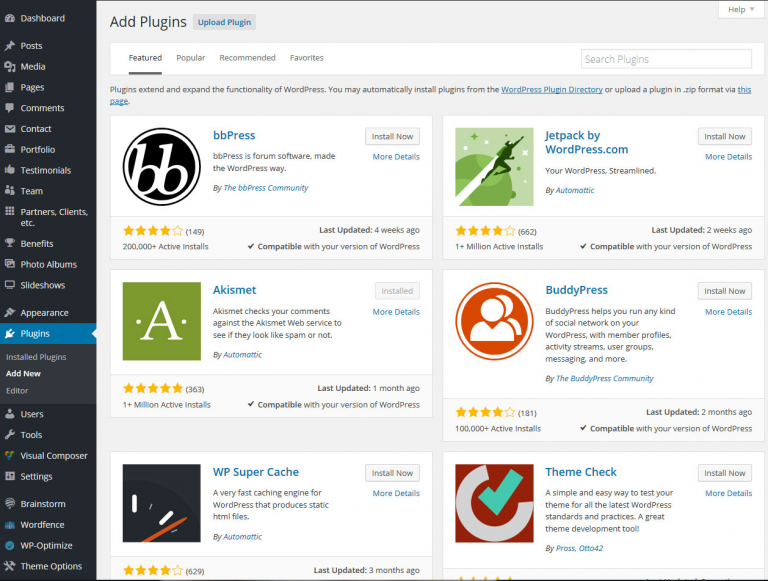 Dashboard
Posts
Media
Pages
Comments
Contact
Portfolio
Testimonials
Team
Partners, Clients,
etc.
Benefits
Photo Albums
Slideshows
Appearance
Plugins
Installed Plugins
Add New
Editor
Users
Tools
Visual Composer
Settings
Brainstorm
Wordfence
WP-Optimize
Theme Options
Help
Add Plugins Upload Plugin
Featured Popular Recommended Favorites Search Plugins
Plugins extend and expand the functionality of WordPress. You may automatically install plugins from the WordPress Plugin Directory or upload a plugin in .zip format via this
page.
bb
bbPress
Install Now
More Details
bbPress is forum software, made
the WordPress way.
By The bbPress Community
(149) Last Updated: 4 weeks ago
200,000+ Active Installs ✔ Compatible with your version of WordPress
Jetpack by
WordPress.com
Install Now
More Details
Your WordPress, Streamlined.
By Automattic
(662) Last Updated: 2 weeks ago
1+ Million Active Installs ✔ Compatible with your version of WordPress
·A·
Akismet
Installed
More Details
Akismet checks your comments
against the Akismet Web service to
see if they look like spam or not.
By Automattic
(363) Last Updated: 1 month ago
1+ Million Active Installs ✔ Compatible with your version of WordPress
BuddyPress
Install Now
More Details
BuddyPress helps you run any kind
of social network on your
WordPress, with member profiles,
activity streams, user groups,
messaging, and more.
By The BuddyPress Community
(181) Last Updated: 2 months ago
100,000+ Active Installs ✔ Compatible with your version of WordPress
WP Super Cache
Install Now
More Details
A very fast caching engine for
WordPress that produces static
html files.
By Automattic
(629) Last Updated: 3 months ago
Theme Check
Install Now
More Details
A simple and easy way to test your
theme for all the latest WordPress
standards and practices. A great
theme development tool!
By Pross, Otto42